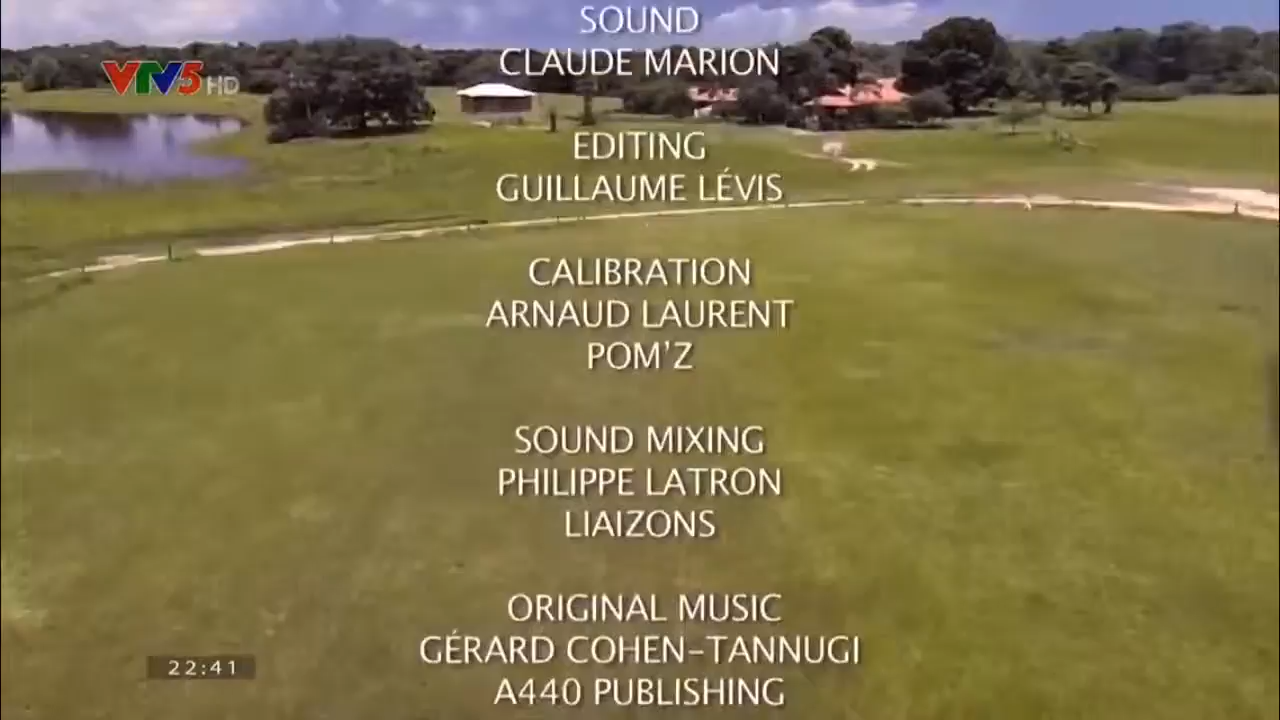 SOUND
CLAUDE MARION
VTV5 HD
EDITING
GUILLAUME LÉVIS
CALIBRATION
ARNAUD LAURENT
POM'Z
SOUND MIXING
PHILIPPE LATRON
LIAIZONS
ORIGINAL MUSIC
GÉRARD COHEN-TANNUGI
22:41
A440 PUBLISHING